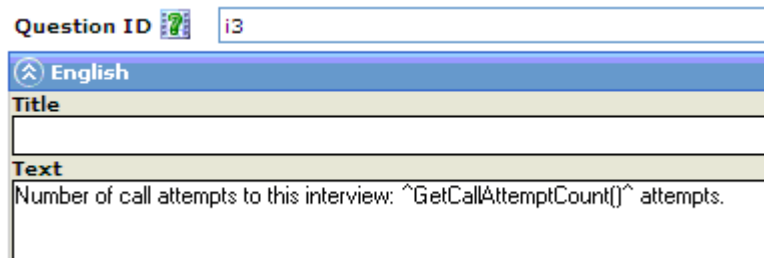 Question ID ? i3
English
Title
Text
Number of call attempts to this interview: ^GetCallAttemptCount()^ attempts.